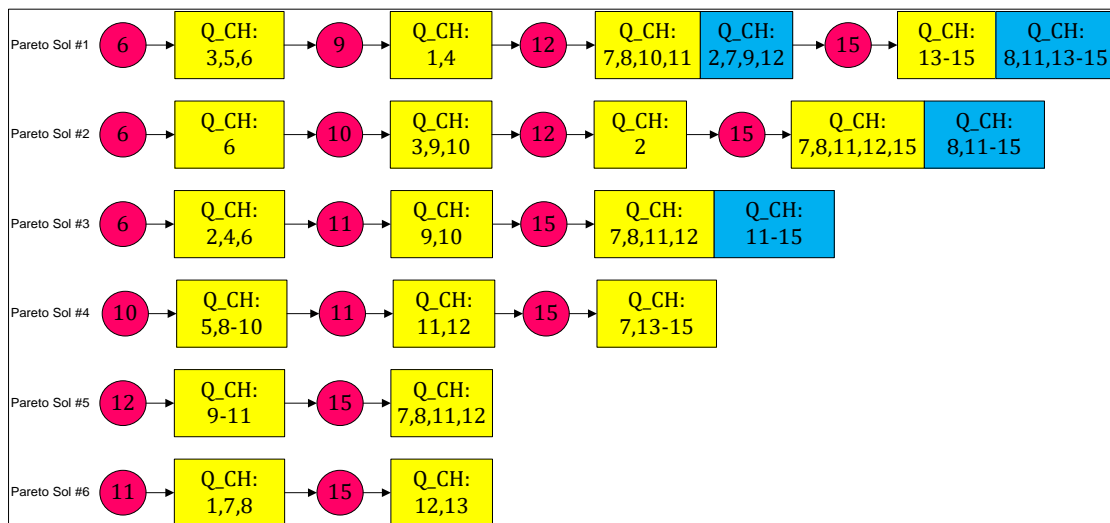 Pareto Sol #1
6
Q_CH:
3,5,6
9
Q_CH:
1,4
12
Q_CH:
7,8,10,11
Q_CH:
2,7,9,12
15
Q_CH:
13-15
Q_CH:
8,11,13-15
Pareto Sol #2
6
Q_CH:
6
10
Q_CH:
3,9,10
12
Q_CH:
2
15
Q_CH:
7,8,11,12,15
Q_CH:
8,11-15
Pareto Sol #3
6
Q_CH:
2,4,6
11
Q_CH:
9,10
15
Q_CH:
7,8,11,12
Q_CH:
11-15
Pareto Sol #4
10
Q_CH:
5,8-10
11
Q_CH:
11,12
15
Q_CH:
7,13-15
Pareto Sol #5
12
Q_CH:
9-11
15
Q_CH:
7,8,11,12
Pareto Sol #6
11
Q_CH:
1,7,8
15
Q_CH:
12,13